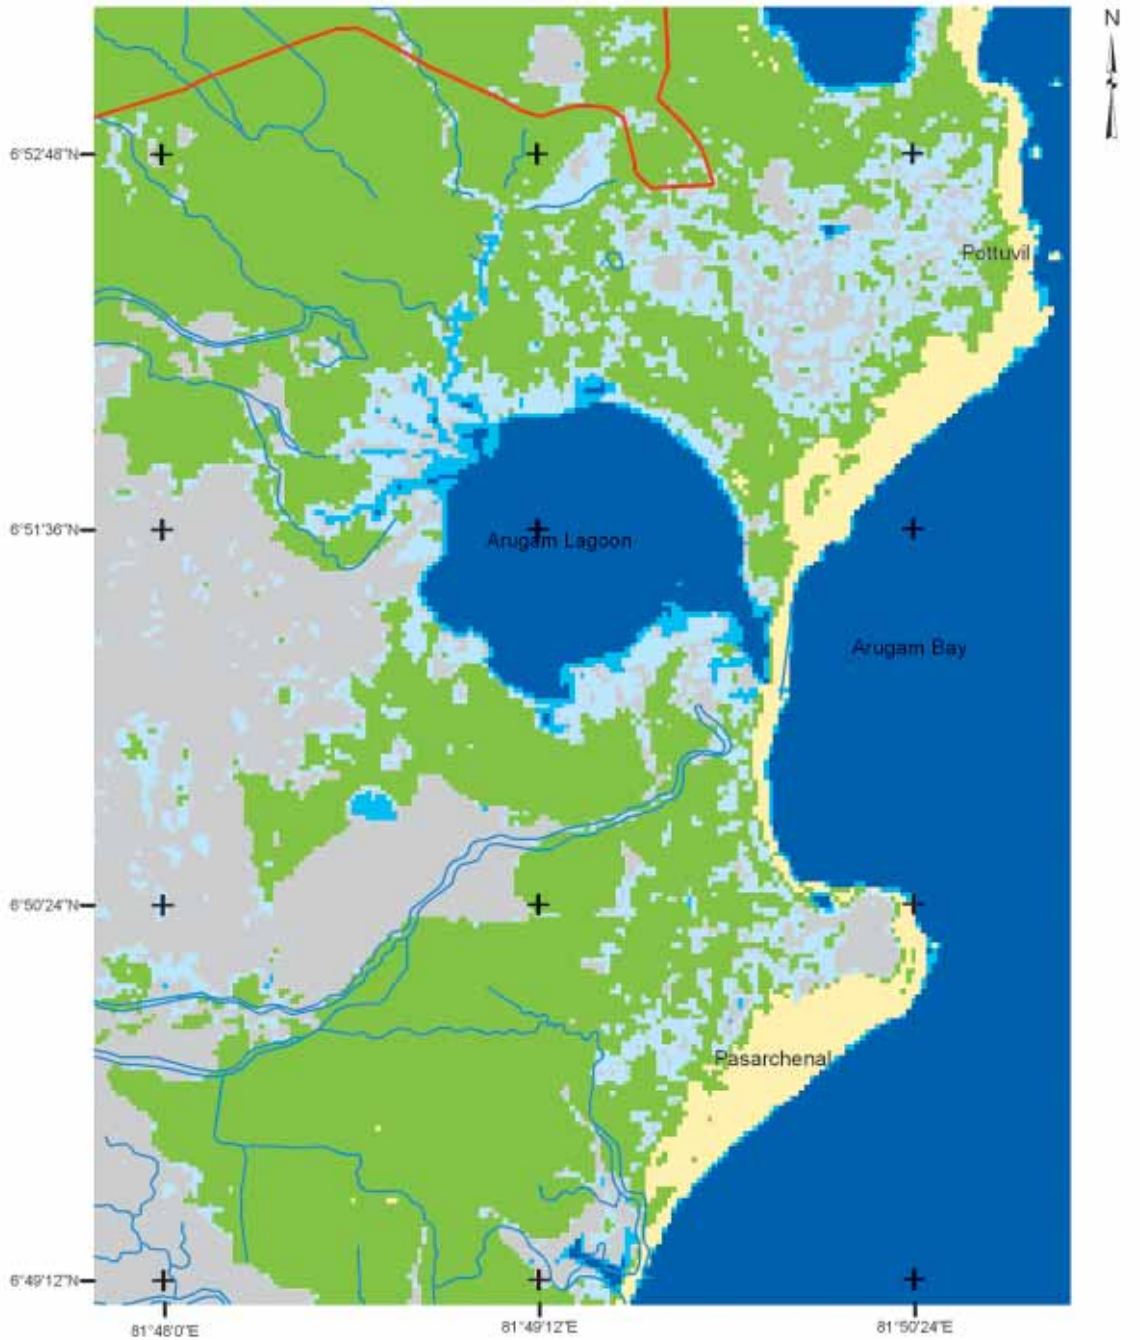 N
6°52'48"N
Pottuvil
6°51'36"N
Arugam Lagoon
Arugam Bay
6°50'24"N
Pasarchenal
6°49'12"N
81°48'0"E
81°49'12"E
81°50'24"E